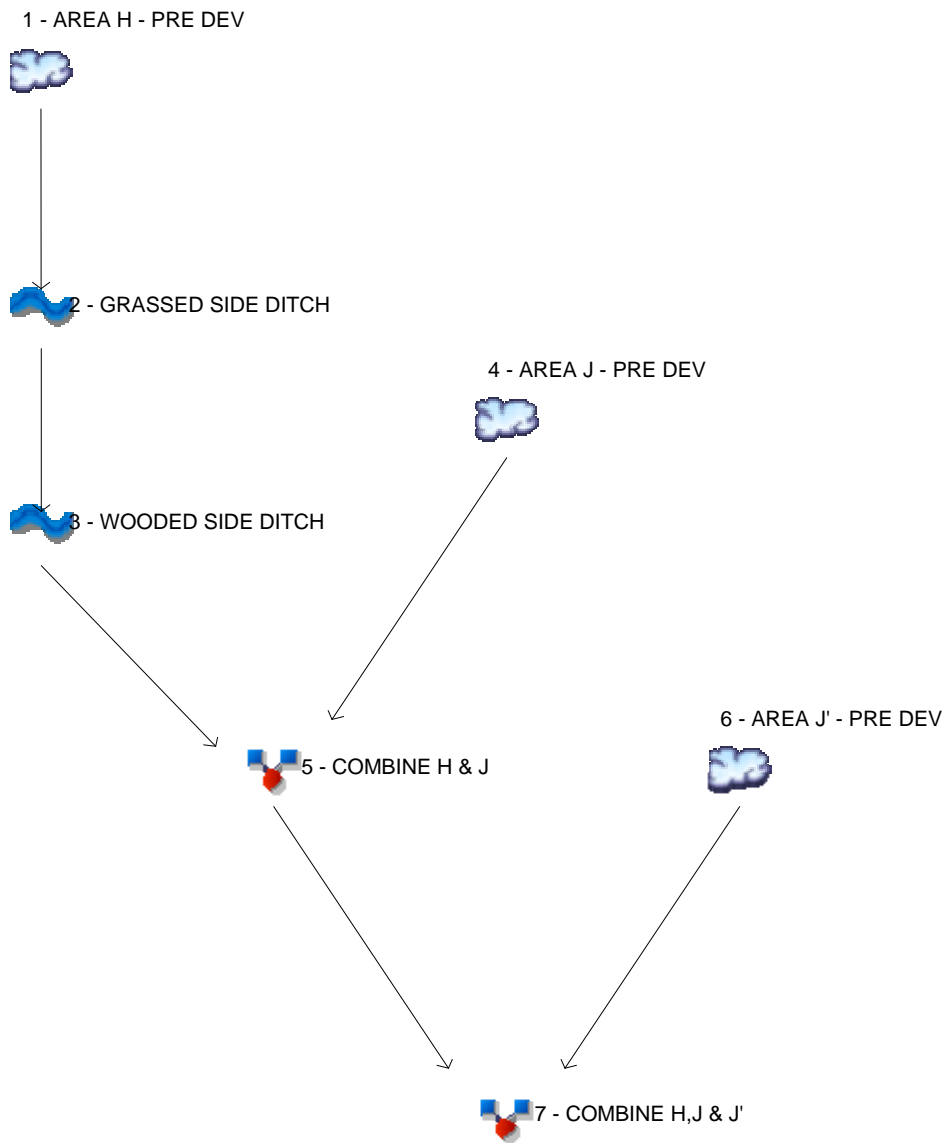 1 - AREA H - PRE DEV
2 - GRASSED SIDE DITCH
4 - AREA J - PRE DEV
3 - WOODED SIDE DITCH
6 - AREA J' - PRE DEV
5 - COMBINE H & J
7 - COMBINE H,J & J'